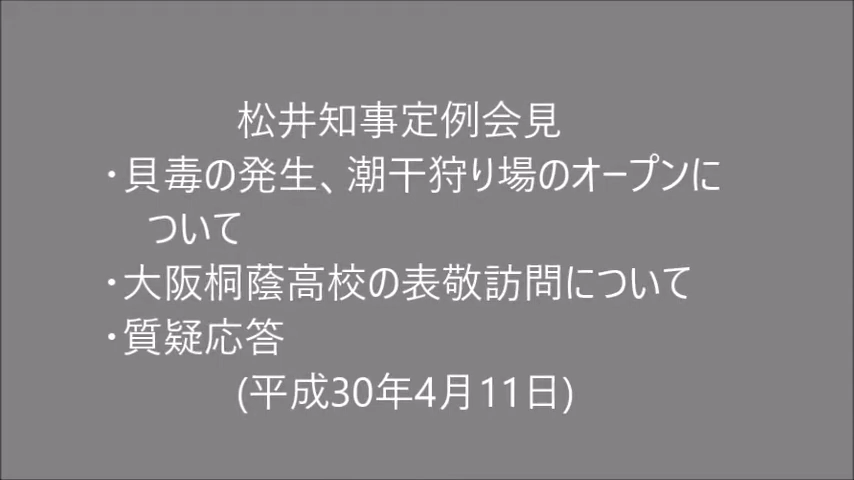 松井知事定例会見
・貝毒の発生、潮干狩り場のオープンに
ついて
・大阪桐蔭高校の表敬訪問について
・質疑応答
(平成30年4月11日)